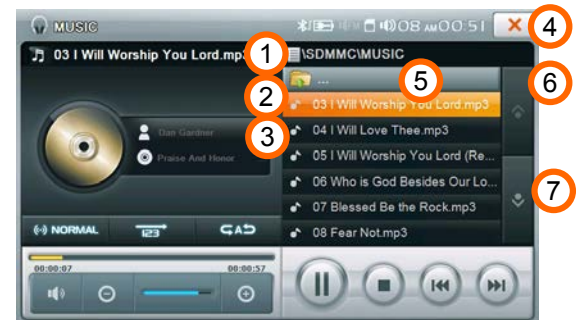 MUSIC
08 AM 00:51
4
03 I Will Worship You Lord.mp3
1
\SDMMC\MUSIC
...
5
6
2
03 I Will Worship You Lord.mp3
Dan Gardner
3
04 I Will Love Thee.mp3
Praise And Honor
05 I Will Worship You Lord (Re...
06 Who is God Besides Our Lo...
7
NORMAL
123
A
07 Blessed Be the Rock.mp3
08 Fear Not.mp3
00:00:07
00:00:57